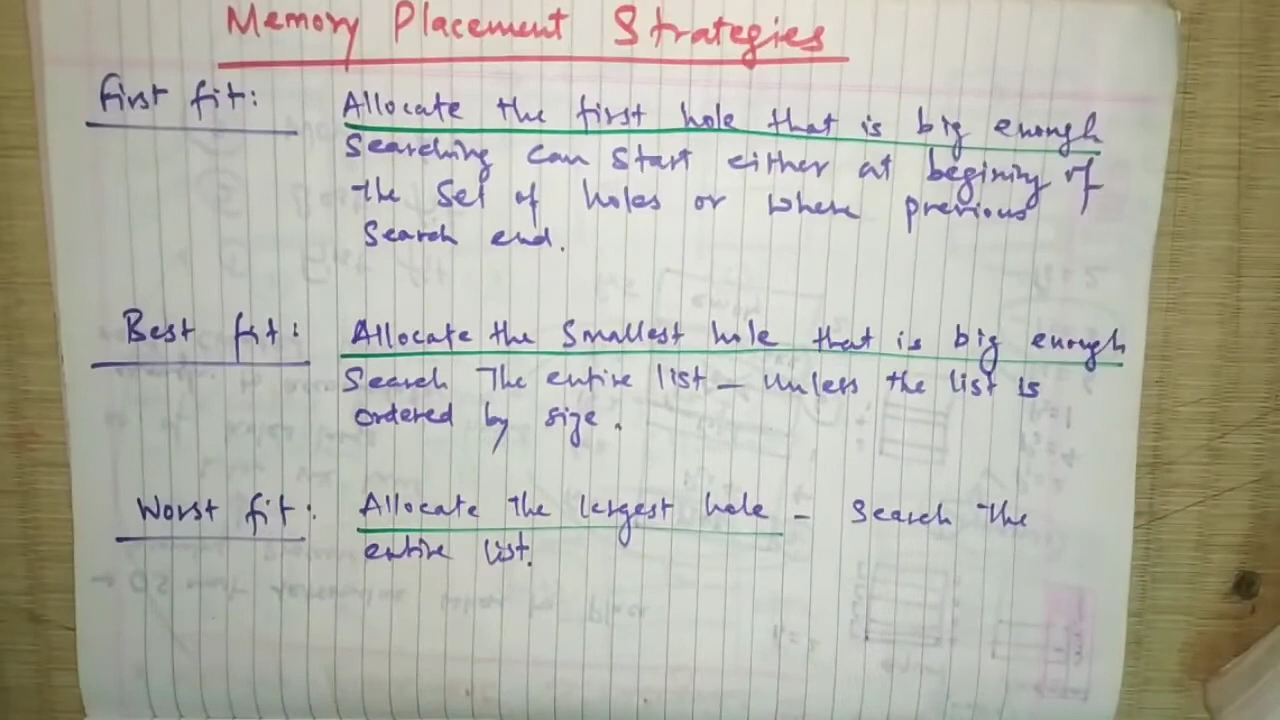 Memory Placement Strategies
First fit: Allocate the first hole that is big enough
Searching can start either at begining of
the set of holes or where previous
search end.
Best fit: Allocate the smallest hole that is big enough
Search The entire list – unless the list is
ordered by size.
Worst fit: Allocate The largest hole – Search The
entire list.